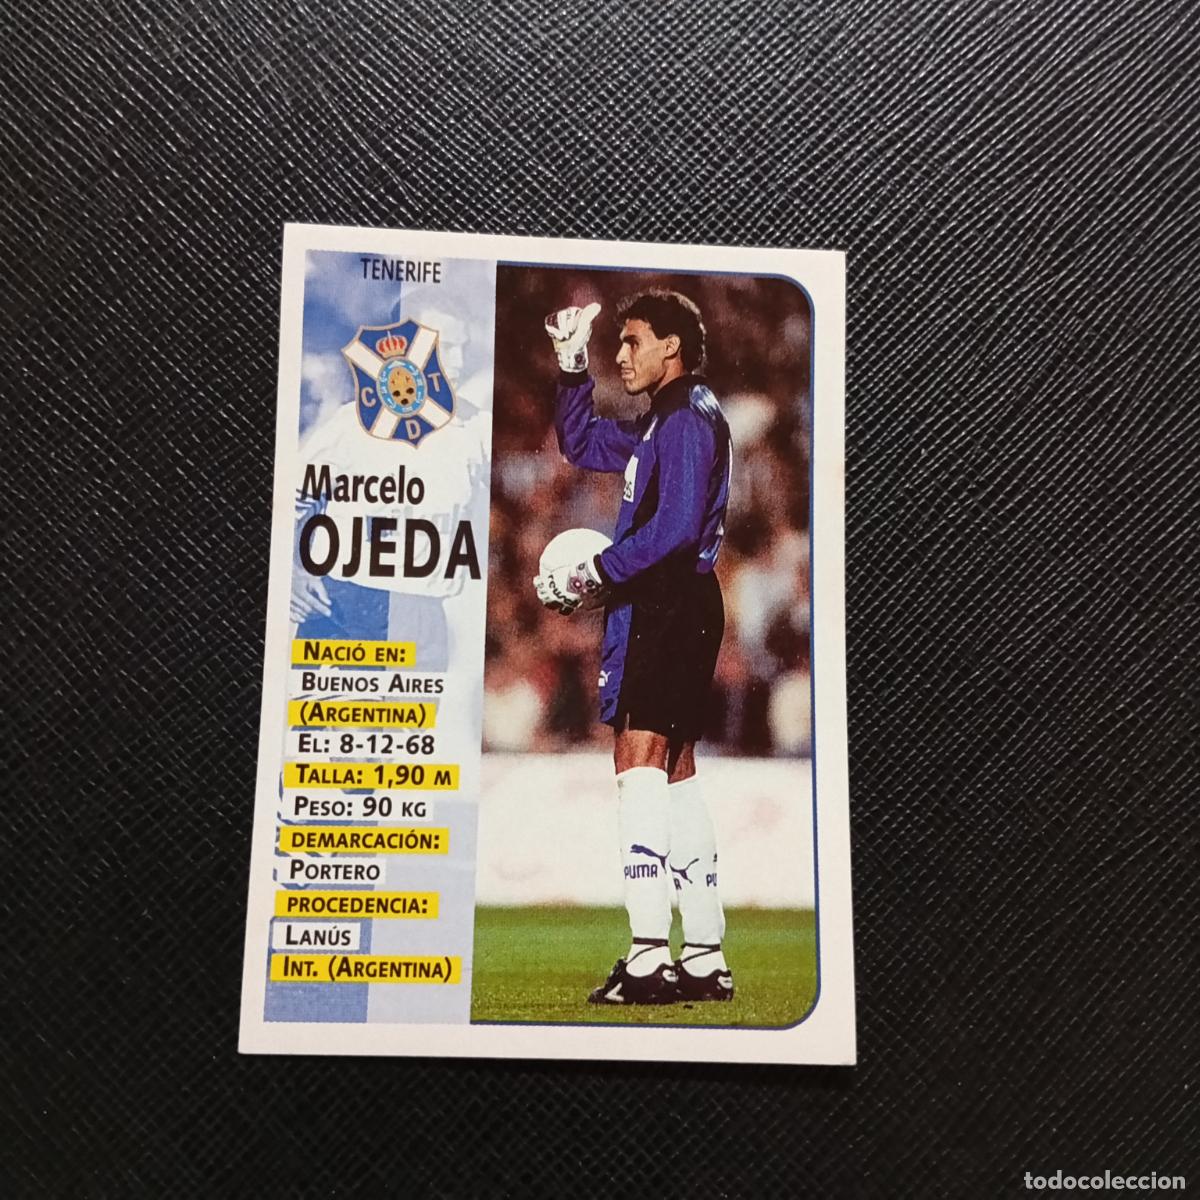 TENERIFE
C T
D
Marcelo
OJEDA
NACIÓ EN:
BUENOS AIRES
(ARGENTINA)
EL: 8-12-68
TALLA: 1,90 M
PESO: 90 KG
DEMARCACIÓN:
PORTERO
PROCEDENCIA:
LANÚS
INT. (ARGENTINA)
PUMA
todocoleccion